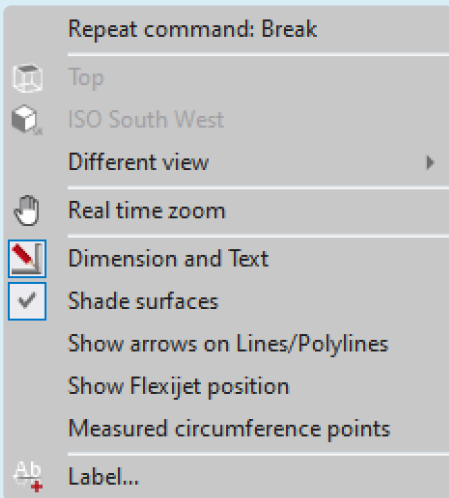 Repeat command: Break
Top
ISO South West
Different view
Real time zoom
Dimension and Text
Shade surfaces
Show arrows on Lines/Polylines
Show Flexijet position
Measured circumference points
Ab
Label...